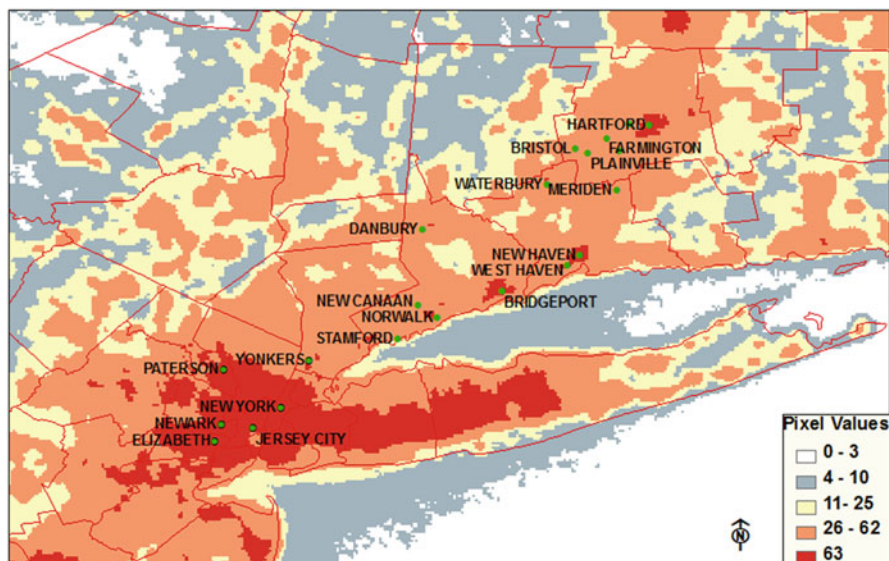 HARTFORD
BRISTOL
FARMINGTON
PLAINVILLE
WATERBURY
MERIDEN
DANBURY
NEW HAVEN
WEST HAVEN
NEW CANAAN
BRIDGEPORT
NORWALK
STAMFORD
YONKERS
PATERSON
NEW YORK
NEWARK
ELIZABETH
JERSEY CITY
Pixel Values
0 - 3
4 - 10
11- 25
26 - 62
63
N